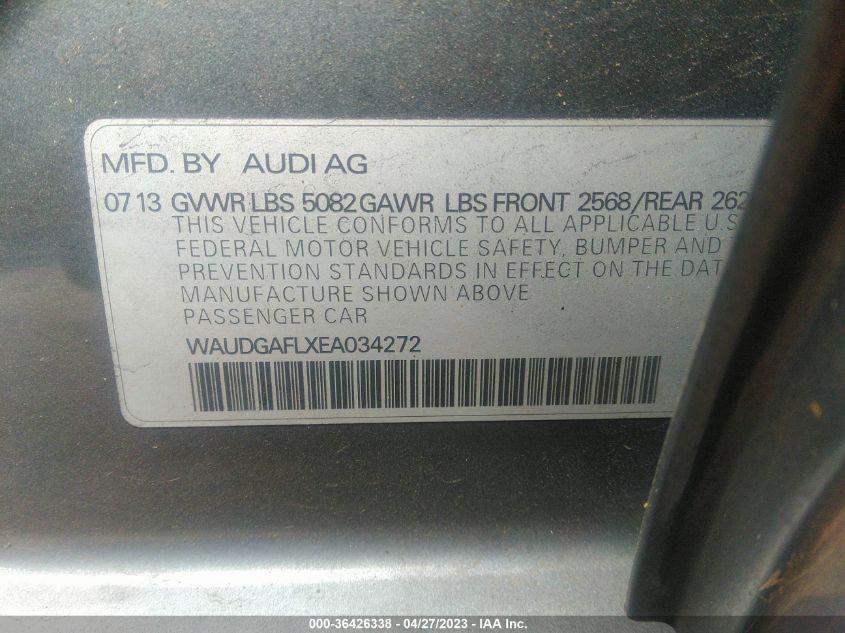 MFD. BY AUDI AG
07 13 GVWR LBS 5082 GAWR LBS FRONT 2568/REAR 262
THIS VEHICLE CONFORMS TO ALL APPLICABLE U.S
FEDERAL MOTOR VEHICLE SAFETY, BUMPER AND
PREVENTION STANDARDS IN EFFECT ON THE DAT
MANUFACTURE SHOWN ABOVE
PASSENGER CAR
WAUDGAFLXEA034272
000-36426338 - 04/27/2023 - IAA Inc.